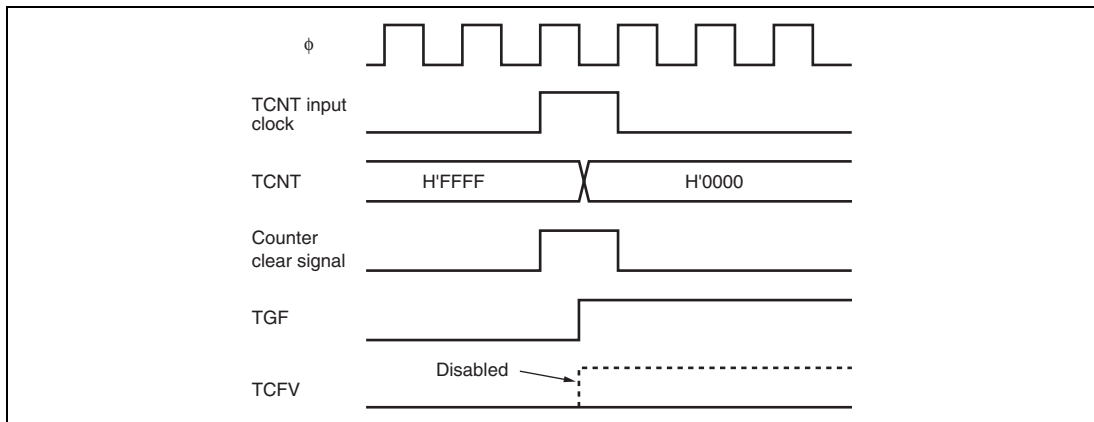 ϕ
TCNT input
clock
TCNT
H'FFFF
H'0000
Counter
clear signal
TGF
Disabled
TCFV